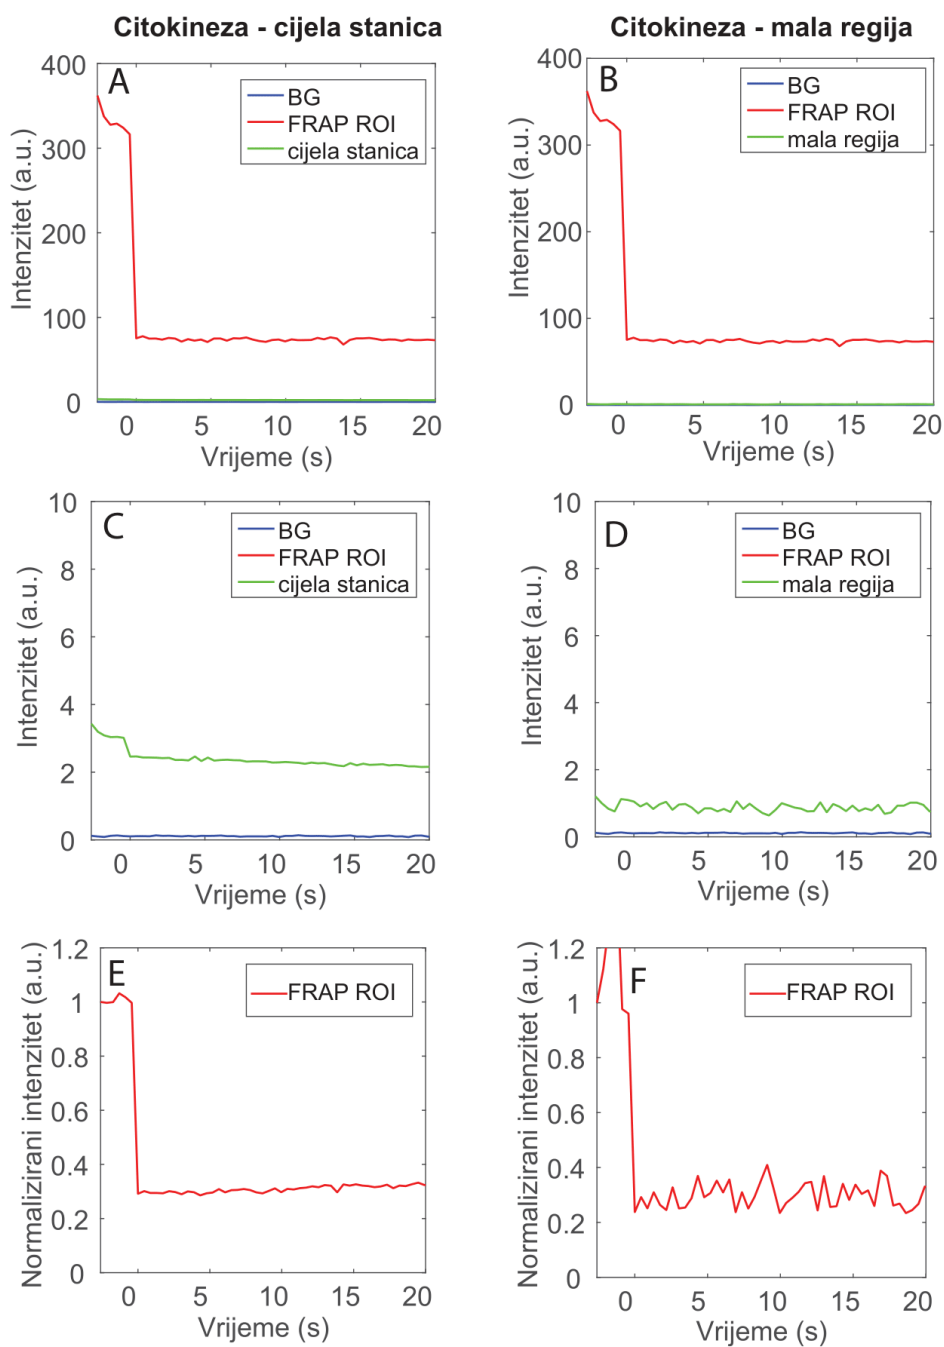 Citokineza - cijela stanica
Citokineza - mala regija
A
400
300
200
100
0
Intenzitet (a.u.)
BG
FRAP ROI
cijela stanica
0 5 10 15 20
Vrijeme (s)
B
400
300
200
100
0
Intenzitet (a.u.)
BG
FRAP ROI
mala regija
0 5 10 15 20
Vrijeme (s)
C
10
8
6
4
2
0
Intenzitet (a.u.)
BG
FRAP ROI
cijela stanica
0 5 10 15 20
Vrijeme (s)
D
10
8
6
4
2
0
Intenzitet (a.u.)
BG
FRAP ROI
mala regija
0 5 10 15 20
Vrijeme (s)
E
1.2
1
0.8
0.6
0.4
0.2
0
Normalizirani intenzitet (a.u.)
FRAP ROI
0 5 10 15 20
Vrijeme (s)
F
1.2
1
0.8
0.6
0.4
0.2
0
Normalizirani intenzitet (a.u.)
FRAP ROI
0 5 10 15 20
Vrijeme (s)